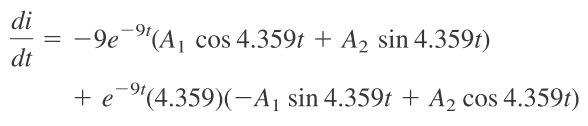 di/dt = −9e^−9t(A₁ cos 4.359t + A₂ sin 4.359t)
+ e^−9t(4.359)(−A₁ sin 4.359t + A₂ cos 4.359t)